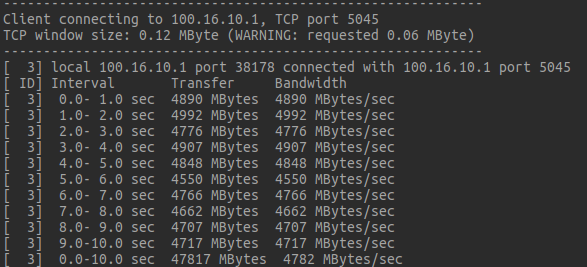 ------------------------------------------------------------
Client connecting to 100.16.10.1, TCP port 5045
TCP window size: 0.12 MByte (WARNING: requested 0.06 MByte)
------------------------------------------------------------
[  3] local 100.16.10.1 port 38178 connected with 100.16.10.1 port 5045
[ ID] Interval       Transfer     Bandwidth
[  3]  0.0- 1.0 sec  4890 MBytes  4890 MBytes/sec
[  3]  1.0- 2.0 sec  4992 MBytes  4992 MBytes/sec
[  3]  2.0- 3.0 sec  4776 MBytes  4776 MBytes/sec
[  3]  3.0- 4.0 sec  4907 MBytes  4907 MBytes/sec
[  3]  4.0- 5.0 sec  4848 MBytes  4848 MBytes/sec
[  3]  5.0- 6.0 sec  4550 MBytes  4550 MBytes/sec
[  3]  6.0- 7.0 sec  4766 MBytes  4766 MBytes/sec
[  3]  7.0- 8.0 sec  4662 MBytes  4662 MBytes/sec
[  3]  8.0- 9.0 sec  4707 MBytes  4707 MBytes/sec
[  3]  9.0-10.0 sec  4717 MBytes  4717 MBytes/sec
[  3]  0.0-10.0 sec  47817 MBytes  4782 MBytes/sec